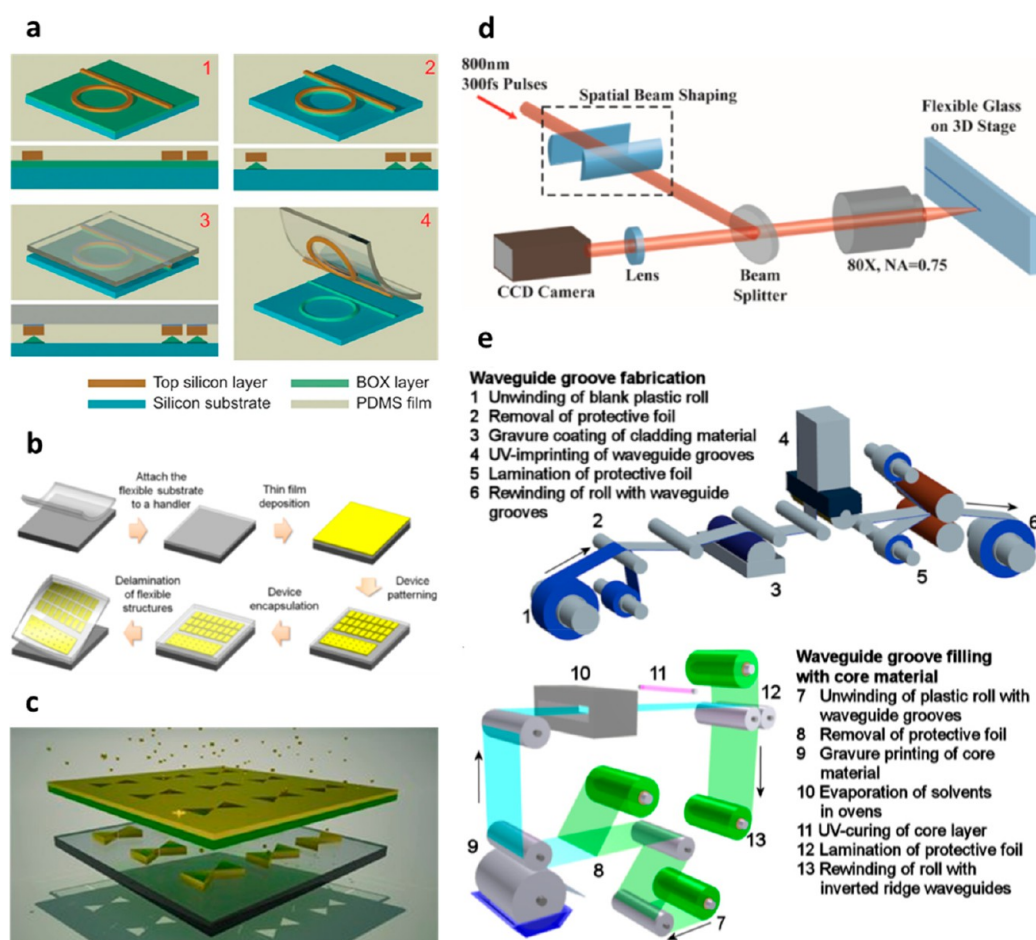 a
1
2
3
4
Top silicon layer
BOX layer
Silicon substrate
PDMS film
b
Attach the
flexible substrate
to a handler
Thin film
deposition
Device
patterning
Device
encapsulation
Delamination
of flexible
structures
c
d
800nm
300fs Pulses
Spatial Beam Shaping
Flexible Glass
on 3D Stage
CCD Camera
Lens
Beam
Splitter
80X, NA=0.75
e
Waveguide groove fabrication
1 Unwinding of blank plastic roll
2 Removal of protective foil
3 Gravure coating of cladding material
4 UV-imprinting of waveguide grooves
5 Lamination of protective foil
6 Rewinding of roll with waveguide
grooves
1
2
3
4
5
6
Waveguide groove filling
with core material
7 Unwinding of plastic roll with
waveguide grooves
8 Removal of protective foil
9 Gravure printing of core
material
10 Evaporation of solvents
in ovens
11 UV-curing of core layer
12 Lamination of protective foil
13 Rewinding of roll with
inverted ridge waveguides
10
11
12
13
9
8
7